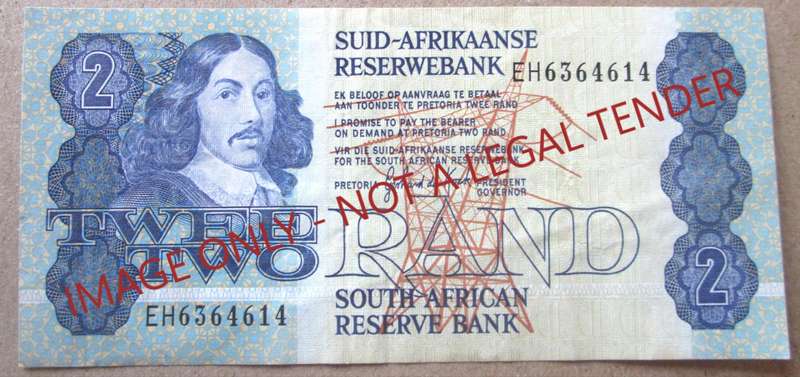 2
SUID-AFRIKAANSE
RESERWEBANK
EH6364614
EK BELOOF OP AANVRAAG TE BETAAL
AAN TOONDER TE PRETORIA TWEE RAND
I PROMISE TO PAY THE BEARER
ON DEMAND AT PRETORIA TWO RAND
VIR DIE SUID-AFRIKAANSE RESERWEBANK
FOR THE SOUTH AFRICAN RESERVE BANK
PRETORIA
PRESIDENT
GOVERNOR
IMAGE ONLY - NOT A LEGAL TENDER
TWEE
TWO
RAND
2
EH6364614
SOUTH AFRICAN
RESERVE BANK